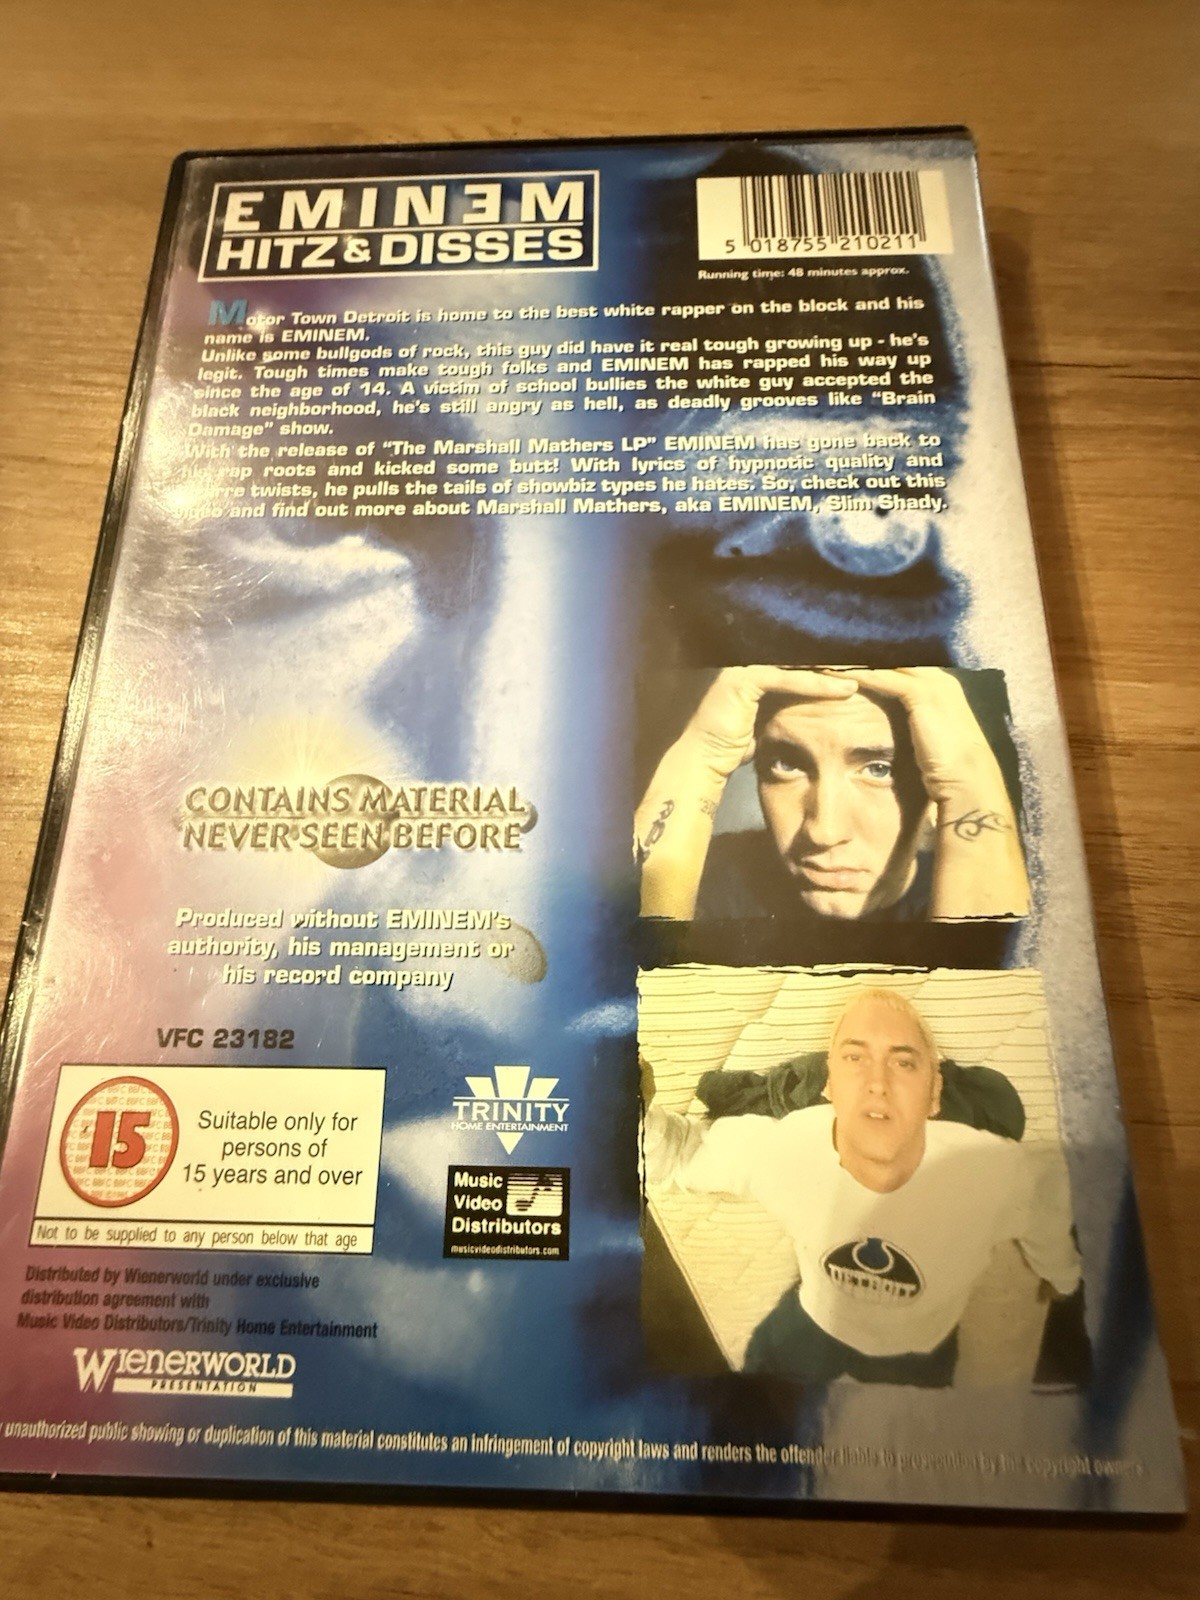 EMINƎM
HITZ & DISSES
5 018755 210211
Running time: 48 minutes approx.
Motor Town Detroit is home to the best white rapper on the block and his
name is EMINEM.
Unlike some bullgods of rock, this guy did have it real tough growing up - he's
legit. Tough times make tough folks and EMINEM has rapped his way up
since the age of 14. A victim of school bullies the white guy accepted the
black neighborhood, he's still angry as hell, as deadly grooves like "Brain
Damage" show.
With the release of "The Marshall Mathers LP" EMINEM has gone back to
his rap roots and kicked some butt! With lyrics of hypnotic quality and
twists, he pulls the tails of showbiz types he hates. So, check out this
video and find out more about Marshall Mathers, aka EMINEM, Slim Shady.
CONTAINS MATERIAL
NEVER SEEN BEFORE
Produced without EMINEM's
authority, his management or
his record company
VFC 23182
15
Suitable only for
persons of
15 years and over
Not to be supplied to any person below that age
TRINITY
HOME ENTERTAINMENT
Music
Video
Distributors
musicvideodistributors.com
DETROIT
Distributed by Wienerworld under exclusive
distribution agreement with
Music Video Distributors/Trinity Home Entertainment
WIENERWORLD
PRESENTATION
unauthorized public showing or duplication of this material constitutes an infringement of copyright laws and renders the offender liable to prosecution by the copyright owners.